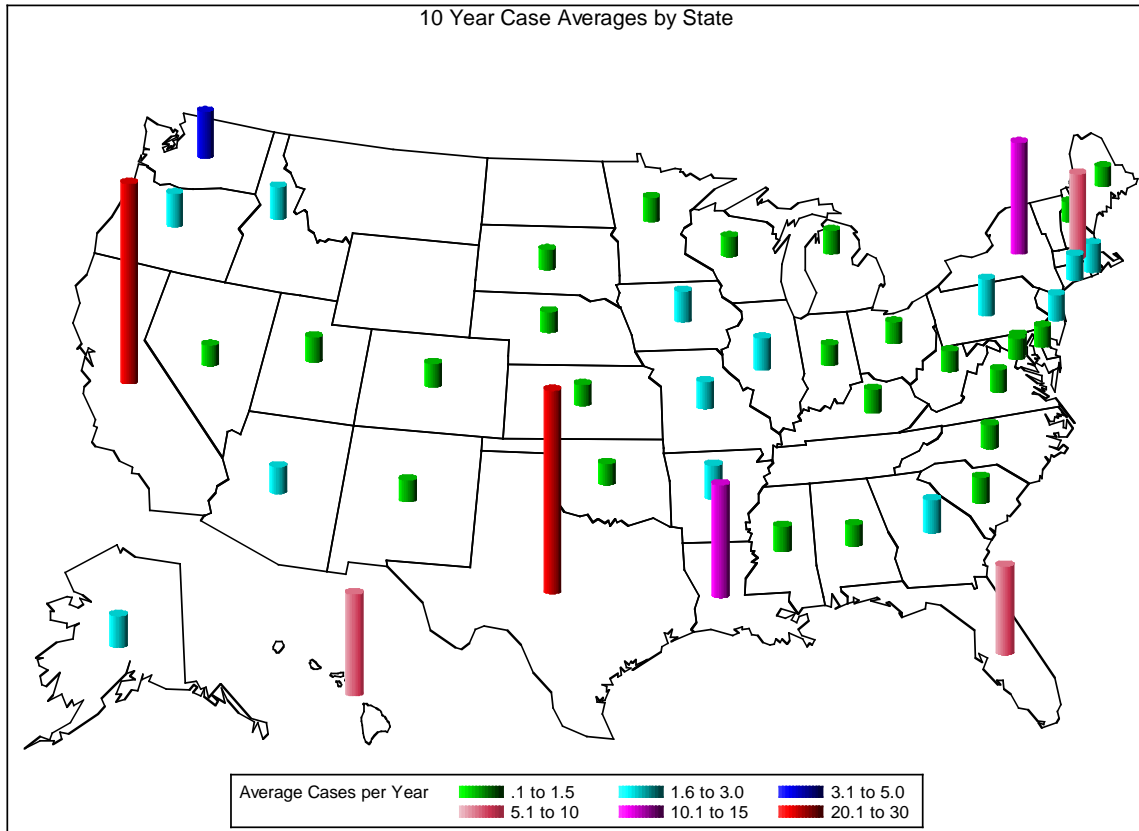 10 Year Case Averages by State
Average Cases per Year .1 to 1.5 1.6 to 3.0 3.1 to 5.0
5.1 to 10 10.1 to 15 20.1 to 30